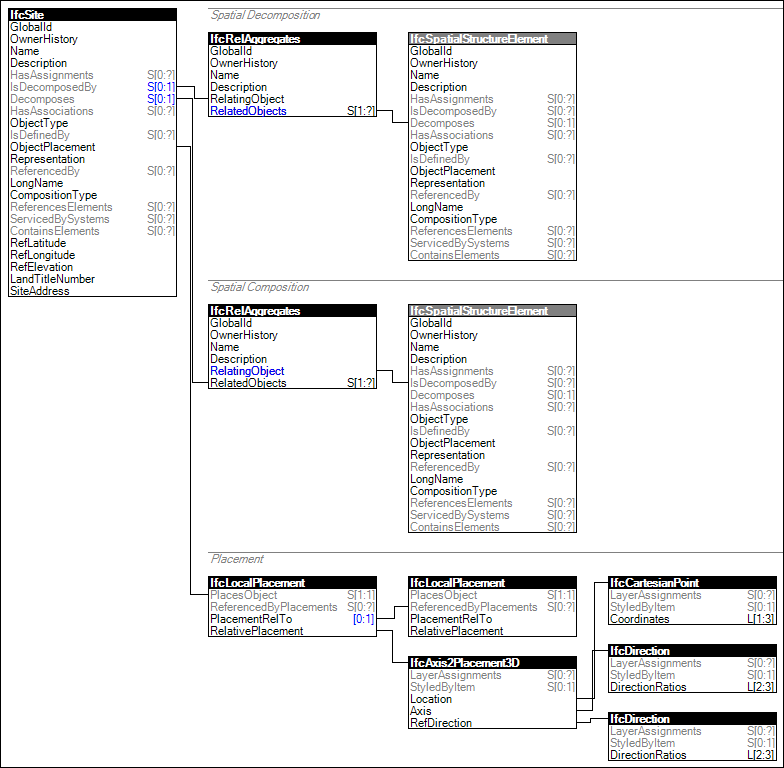 IfcSite
GlobalId
OwnerHistory
Name
Description
HasAssignments S[0:?]
IsDecomposedBy S[0:1]
Decomposes S[0:1]
HasAssociations S[0:?]
ObjectType
IsDefinedBy S[0:?]
ObjectPlacement
Representation
ReferencedBy S[0:?]
LongName
CompositionType
ReferencesElements S[0:?]
ServicedBySystems S[0:?]
ContainsElements S[0:?]
RefLatitude
RefLongitude
RefElevation
LandTitleNumber
SiteAddress
Spatial Decomposition
IfcRelAggregates
GlobalId
OwnerHistory
Name
Description
RelatingObject
RelatedObjects S[1:?]
IfcSpatialStructureElement
GlobalId
OwnerHistory
Name
Description
HasAssignments S[0:?]
IsDecomposedBy S[0:?]
Decomposes S[0:1]
HasAssociations S[0:?]
ObjectType
IsDefinedBy S[0:?]
ObjectPlacement
Representation
ReferencedBy S[0:?]
LongName
CompositionType
ReferencesElements S[0:?]
ServicedBySystems S[0:?]
ContainsElements S[0:?]
Spatial Composition
IfcRelAggregates
GlobalId
OwnerHistory
Name
Description
RelatingObject
RelatedObjects S[1:?]
IfcSpatialStructureElement
GlobalId
OwnerHistory
Name
Description
HasAssignments S[0:?]
IsDecomposedBy S[0:?]
Decomposes S[0:1]
HasAssociations S[0:?]
ObjectType
IsDefinedBy S[0:?]
ObjectPlacement
Representation
ReferencedBy S[0:?]
LongName
CompositionType
ReferencesElements S[0:?]
ServicedBySystems S[0:?]
ContainsElements S[0:?]
Placement
IfcLocalPlacement
PlacesObject S[1:1]
ReferencedByPlacements S[0:?]
PlacementRelTo [0:1]
RelativePlacement
IfcLocalPlacement
PlacesObject S[1:1]
ReferencedByPlacements S[0:?]
PlacementRelTo
RelativePlacement
IfcAxis2Placement3D
LayerAssignments S[0:?]
StyledByItem S[0:1]
Location
Axis
RefDirection
IfcCartesianPoint
LayerAssignments S[0:?]
StyledByItem S[0:1]
Coordinates L[1:3]
IfcDirection
LayerAssignments S[0:?]
StyledByItem S[0:1]
DirectionRatios L[2:3]
IfcDirection
LayerAssignments S[0:?]
StyledByItem S[0:1]
DirectionRatios L[2:3]